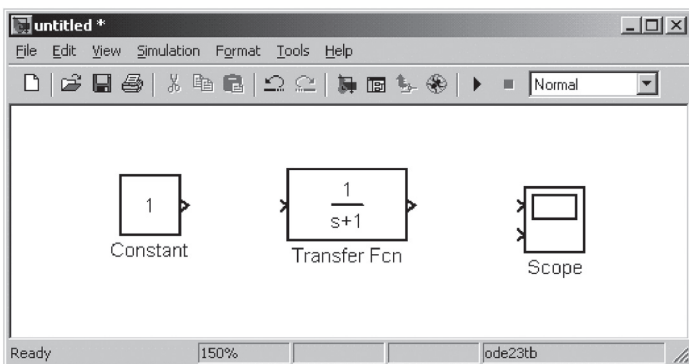 untitled *
File Edit View Simulation Format Tools Help
Normal
1
Constant
1
s+1
Transfer Fcn
Scope
Ready 150% ode23tb